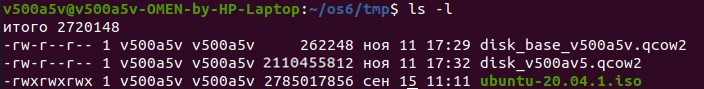 v500a5v@v500a5v-OMEN-by-HP-Laptop:~/os6/tmp$ ls -l
итого 2720148
-rw-r--r-- 1 v500a5v v500a5v     262248 ноя 11 17:29 disk_base_v500a5v.qcow2
-rw-r--r-- 1 v500a5v v500a5v 2110455812 ноя 11 17:32 disk_v500av5.qcow2
-rwxrwxrwx 1 v500a5v v500a5v 2785017856 сен 15 11:11 ubuntu-20.04.1.iso